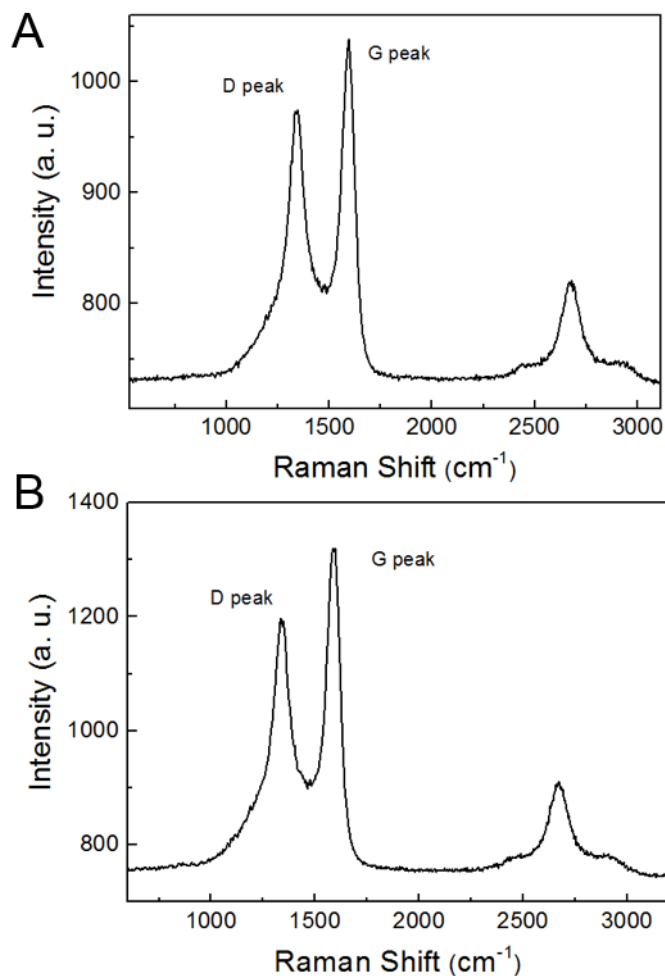 A
D peak
G peak
1000
900
800
Intensity (a. u.)
1000
1500
2000
2500
3000
Raman Shift (cm⁻¹)
B
D peak
G peak
1400
1200
1000
800
Intensity (a. u.)
1000
1500
2000
2500
3000
Raman Shift (cm⁻¹)